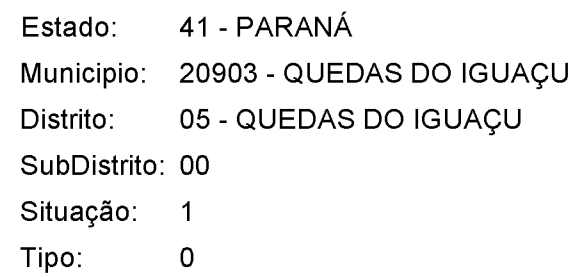 Estado: 41 - PARANÁ
Municipio: 20903 - QUEDAS DO IGUAÇU
Distrito: 05 - QUEDAS DO IGUAÇU
SubDistrito: 00
Situação: 1
Tipo: 0